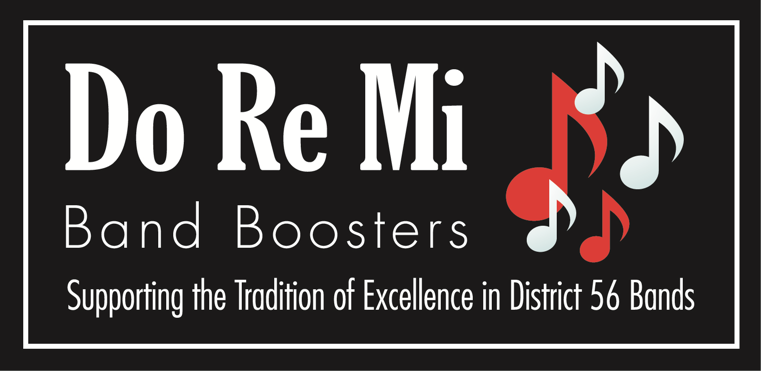 Do Re Mi
Band Boosters
Supporting the Tradition of Excellence in District 56 Bands